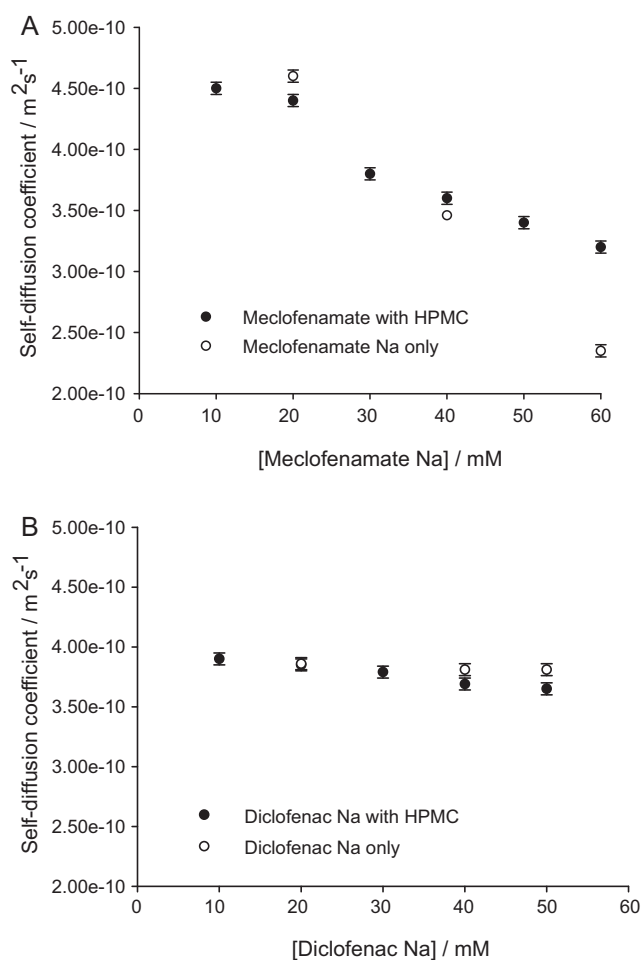 A
5.00e-10
4.50e-10
4.00e-10
3.50e-10
3.00e-10
2.50e-10
2.00e-10
Self-diffusion coefficient / m²s⁻¹
Meclofenamate with HPMC
Meclofenamate Na only
0 10 20 30 40 50 60
[Meclofenamate Na] / mM
B
5.00e-10
4.50e-10
4.00e-10
3.50e-10
3.00e-10
2.50e-10
2.00e-10
Self-diffusion coefficient / m²s⁻¹
Diclofenac Na with HPMC
Diclofenac Na only
0 10 20 30 40 50 60
[Diclofenac Na] / mM